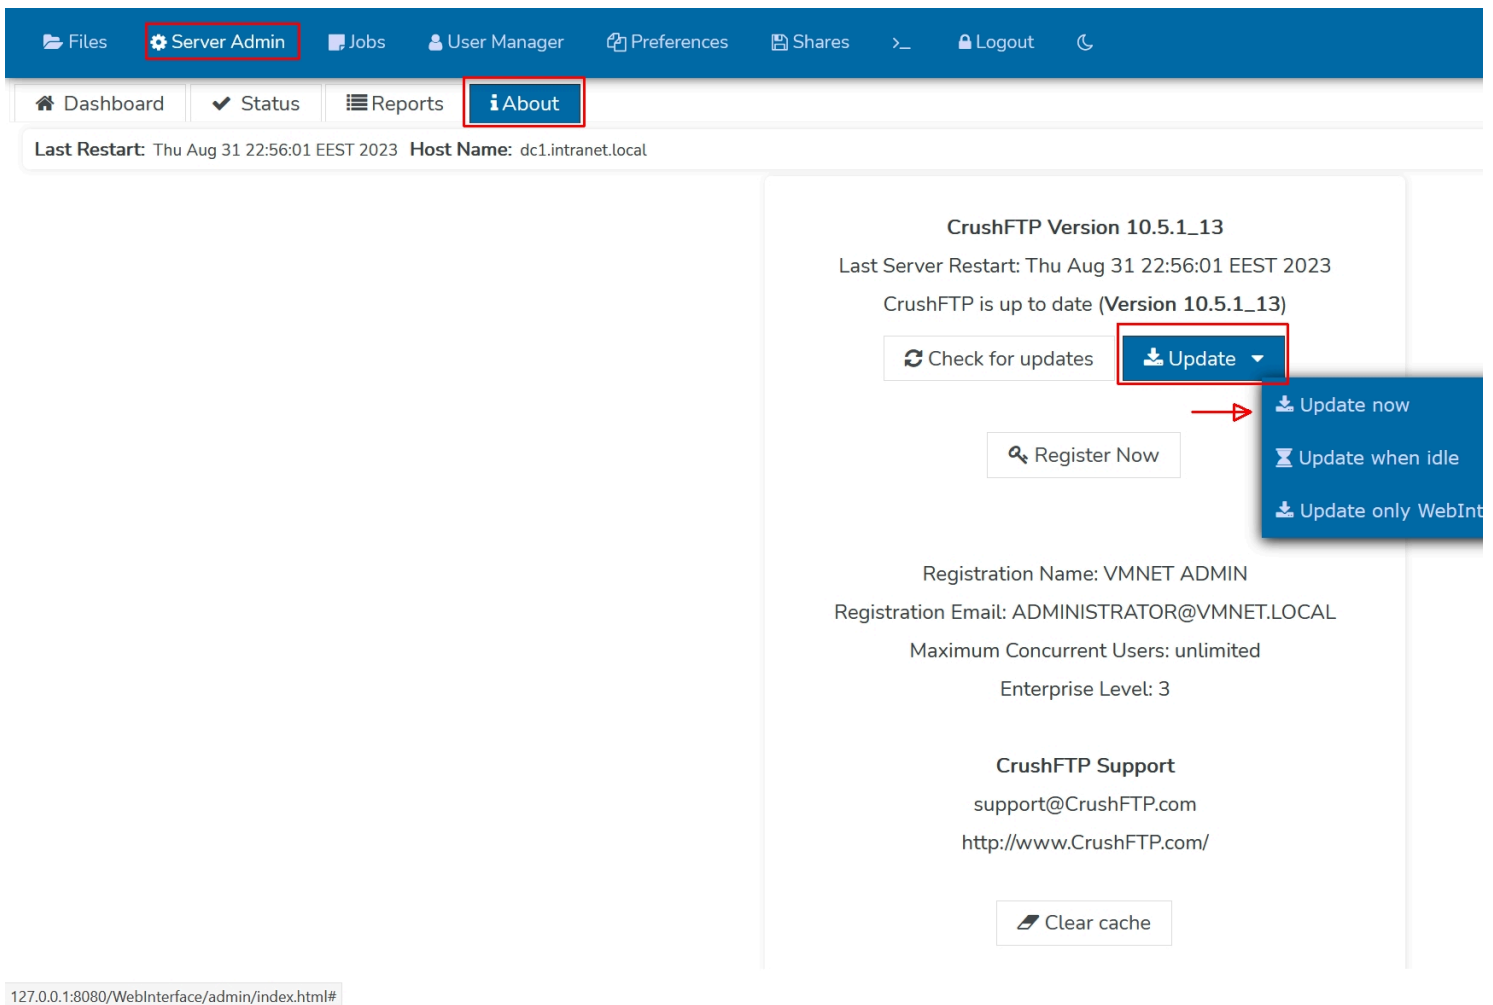 Files Server Admin Jobs User Manager Preferences Shares >_ Logout
Dashboard Status Reports About
Last Restart: Thu Aug 31 22:56:01 EEST 2023 Host Name: dc1.intranet.local
CrushFTP Version 10.5.1_13
Last Server Restart: Thu Aug 31 22:56:01 EEST 2023
CrushFTP is up to date (Version 10.5.1_13)
Check for updates Update
Update now
Register Now
Update when idle
Update only WebInt
Registration Name: VMNET ADMIN
Registration Email: ADMINISTRATOR@VMNET.LOCAL
Maximum Concurrent Users: unlimited
Enterprise Level: 3
CrushFTP Support
support@CrushFTP.com
http://www.CrushFTP.com/
Clear cache
127.0.0.1:8080/WebInterface/admin/index.html#